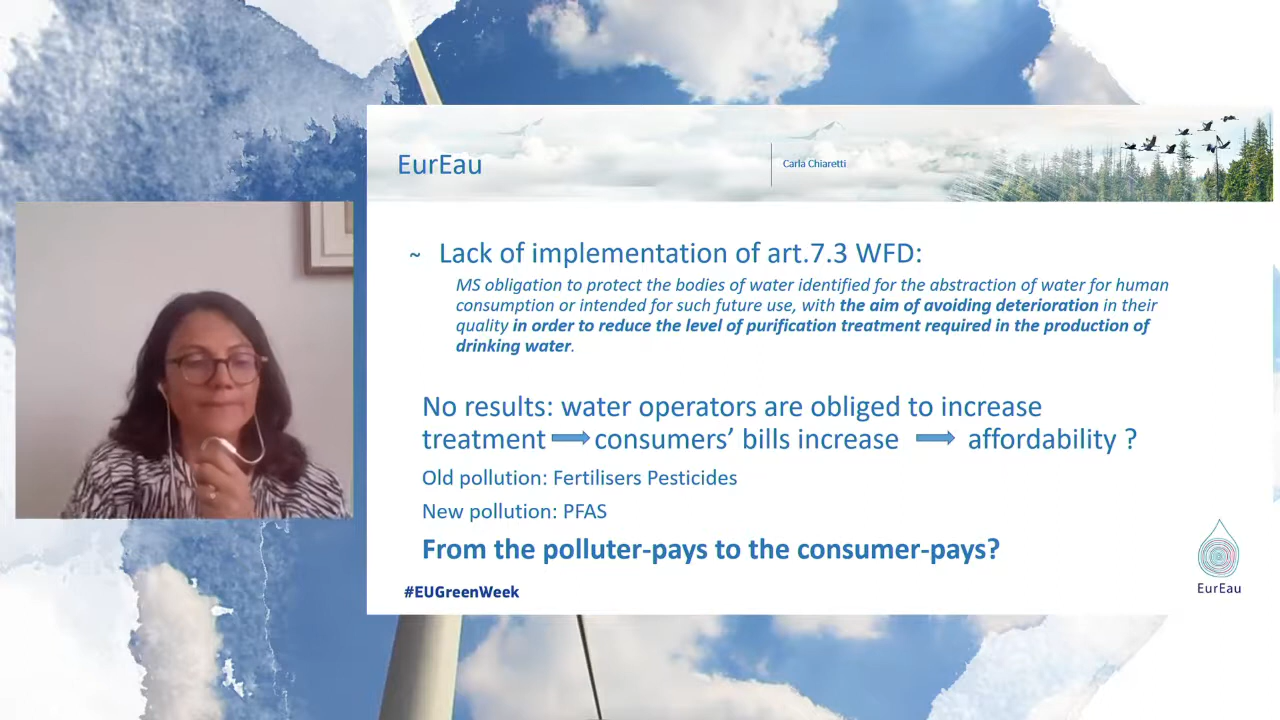 EurEau
Carla Chiaretti
~ Lack of implementation of art.7.3 WFD:
MS obligation to protect the bodies of water identified for the abstraction of water for human
consumption or intended for such future use, with the aim of avoiding deterioration in their
quality in order to reduce the level of purification treatment required in the production of
drinking water.
No results: water operators are obliged to increase
treatment consumers’ bills increase affordability ?
Old pollution: Fertilisers Pesticides
New pollution: PFAS
From the polluter-pays to the consumer-pays?
#EUGreenWeek
EurEau